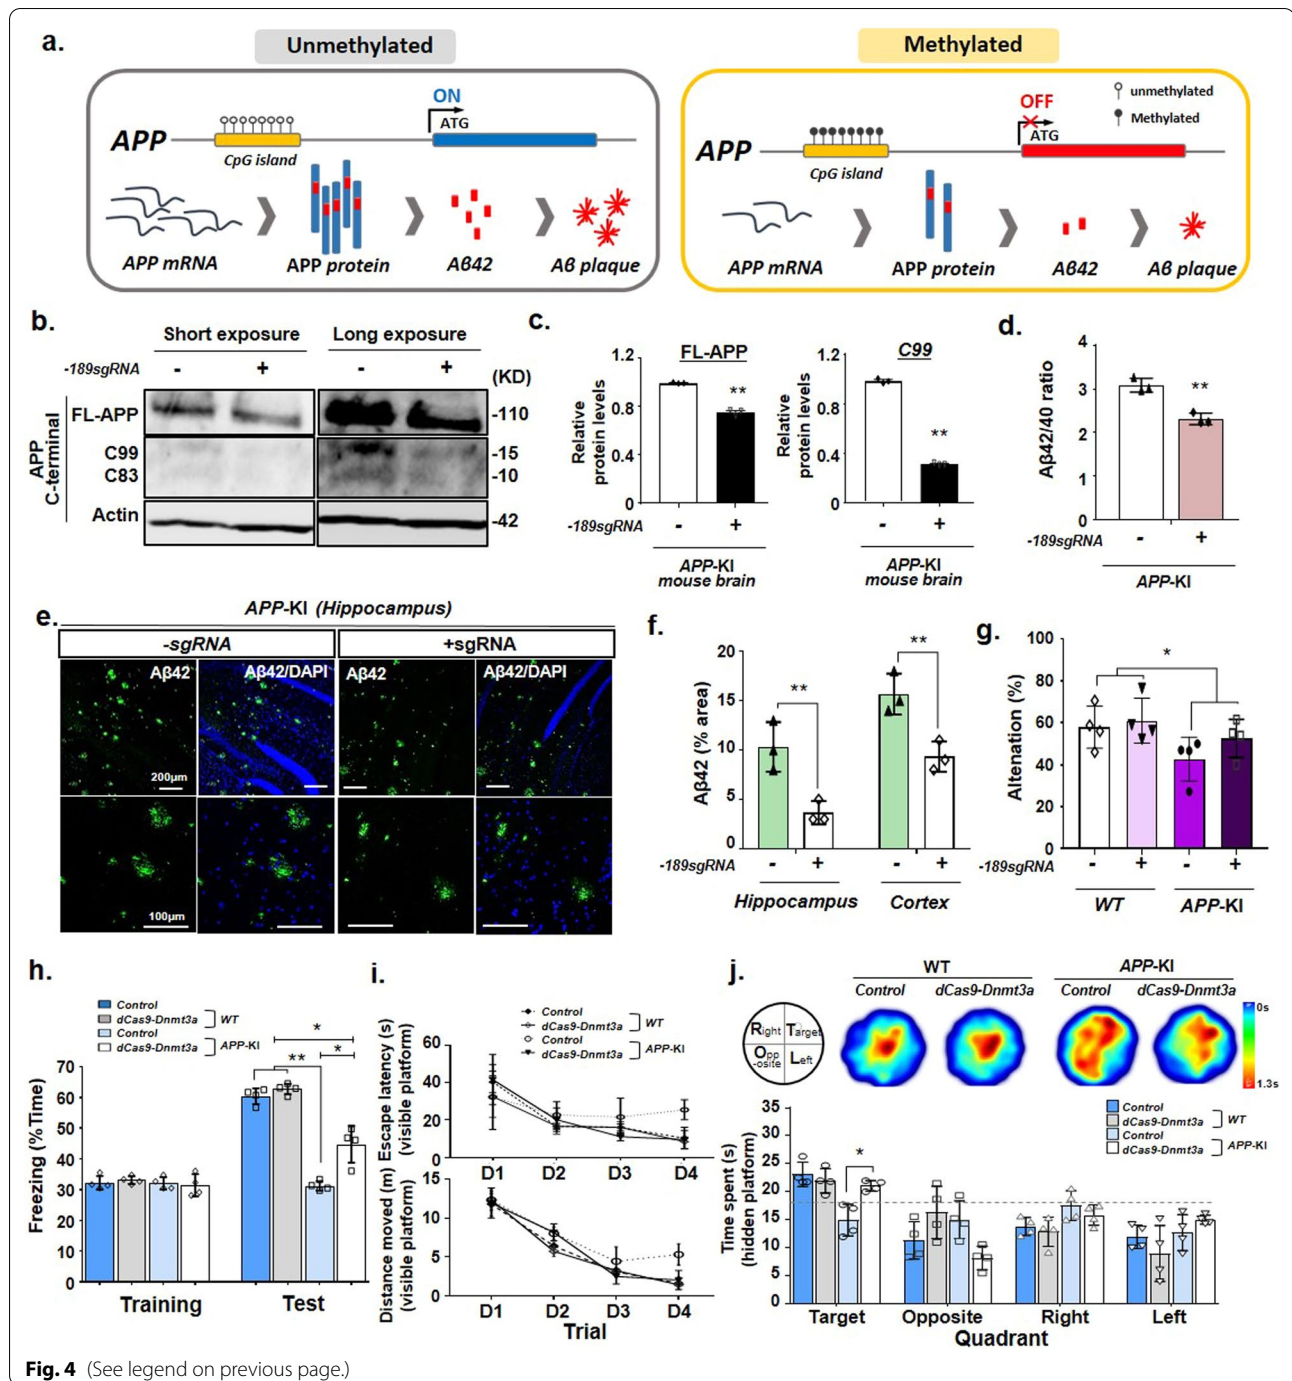 a.
Unmethylated
Methylated
ON
ATG
APP
CpG island
APP mRNA
APP protein
Aβ42
Aβ plaque
unmethylated
Methylated
OFF
ATG
APP
CpG island
APP mRNA
APP protein
Aβ42
Aβ plaque
b.
Short exposure Long exposure
-189sgRNA - + - + (KD)
APP C-terminal
FL-APP -110
C99 -15
C83 -10
Actin -42
c.
FL-APP
Relative protein levels
1.2
0.8
0.4
0
**
-189sgRNA - +
APP-KI
mouse brain
C99
Relative protein levels
1.2
0.8
0.4
0
**
- +
APP-KI
mouse brain
d.
Aβ42/40 ratio
4
3
2
1
0
**
-189sgRNA - +
APP-KI
e.
APP-KI (Hippocampus)
-sgRNA +sgRNA
Aβ42 Aβ42/DAPI Aβ42 Aβ42/DAPI
200μm
100μm
f.
Aβ42 (% area)
20
15
10
5
0
**
**
-189sgRNA - + - +
Hippocampus Cortex
g.
Altenation (%)
100
80
60
40
20
0
*
-189sgRNA - + - +
WT APP-KI
h.
Control
dCas9-Dnmt3a
WT
Control
dCas9-Dnmt3a
APP-KI
Freezing (%Time)
70
60
50
40
30
20
10
0
*
**
*
Training Test
i.
Control
dCas9-Dnmt3a
WT
Control
dCas9-Dnmt3a
APP-KI
Escape latency (s)
(visible platform)
60
40
20
0
D1 D2 D3 D4
Distance moved (m)
(visible platform)
15
10
5
0
D1 D2 D3 D4
Trial
j.
WT APP-KI
Control dCas9-Dnmt3a Control dCas9-Dnmt3a
Right
Target
Opp
-osite
Left
0s
1.3s
Control
dCas9-Dnmt3a
WT
Control
dCas9-Dnmt3a
APP-KI
Time spent (s)
(hidden platform)
35
30
25
20
15
10
5
0
*
Target Opposite Right Left
Quadrant
Fig. 4 (See legend on previous page.)